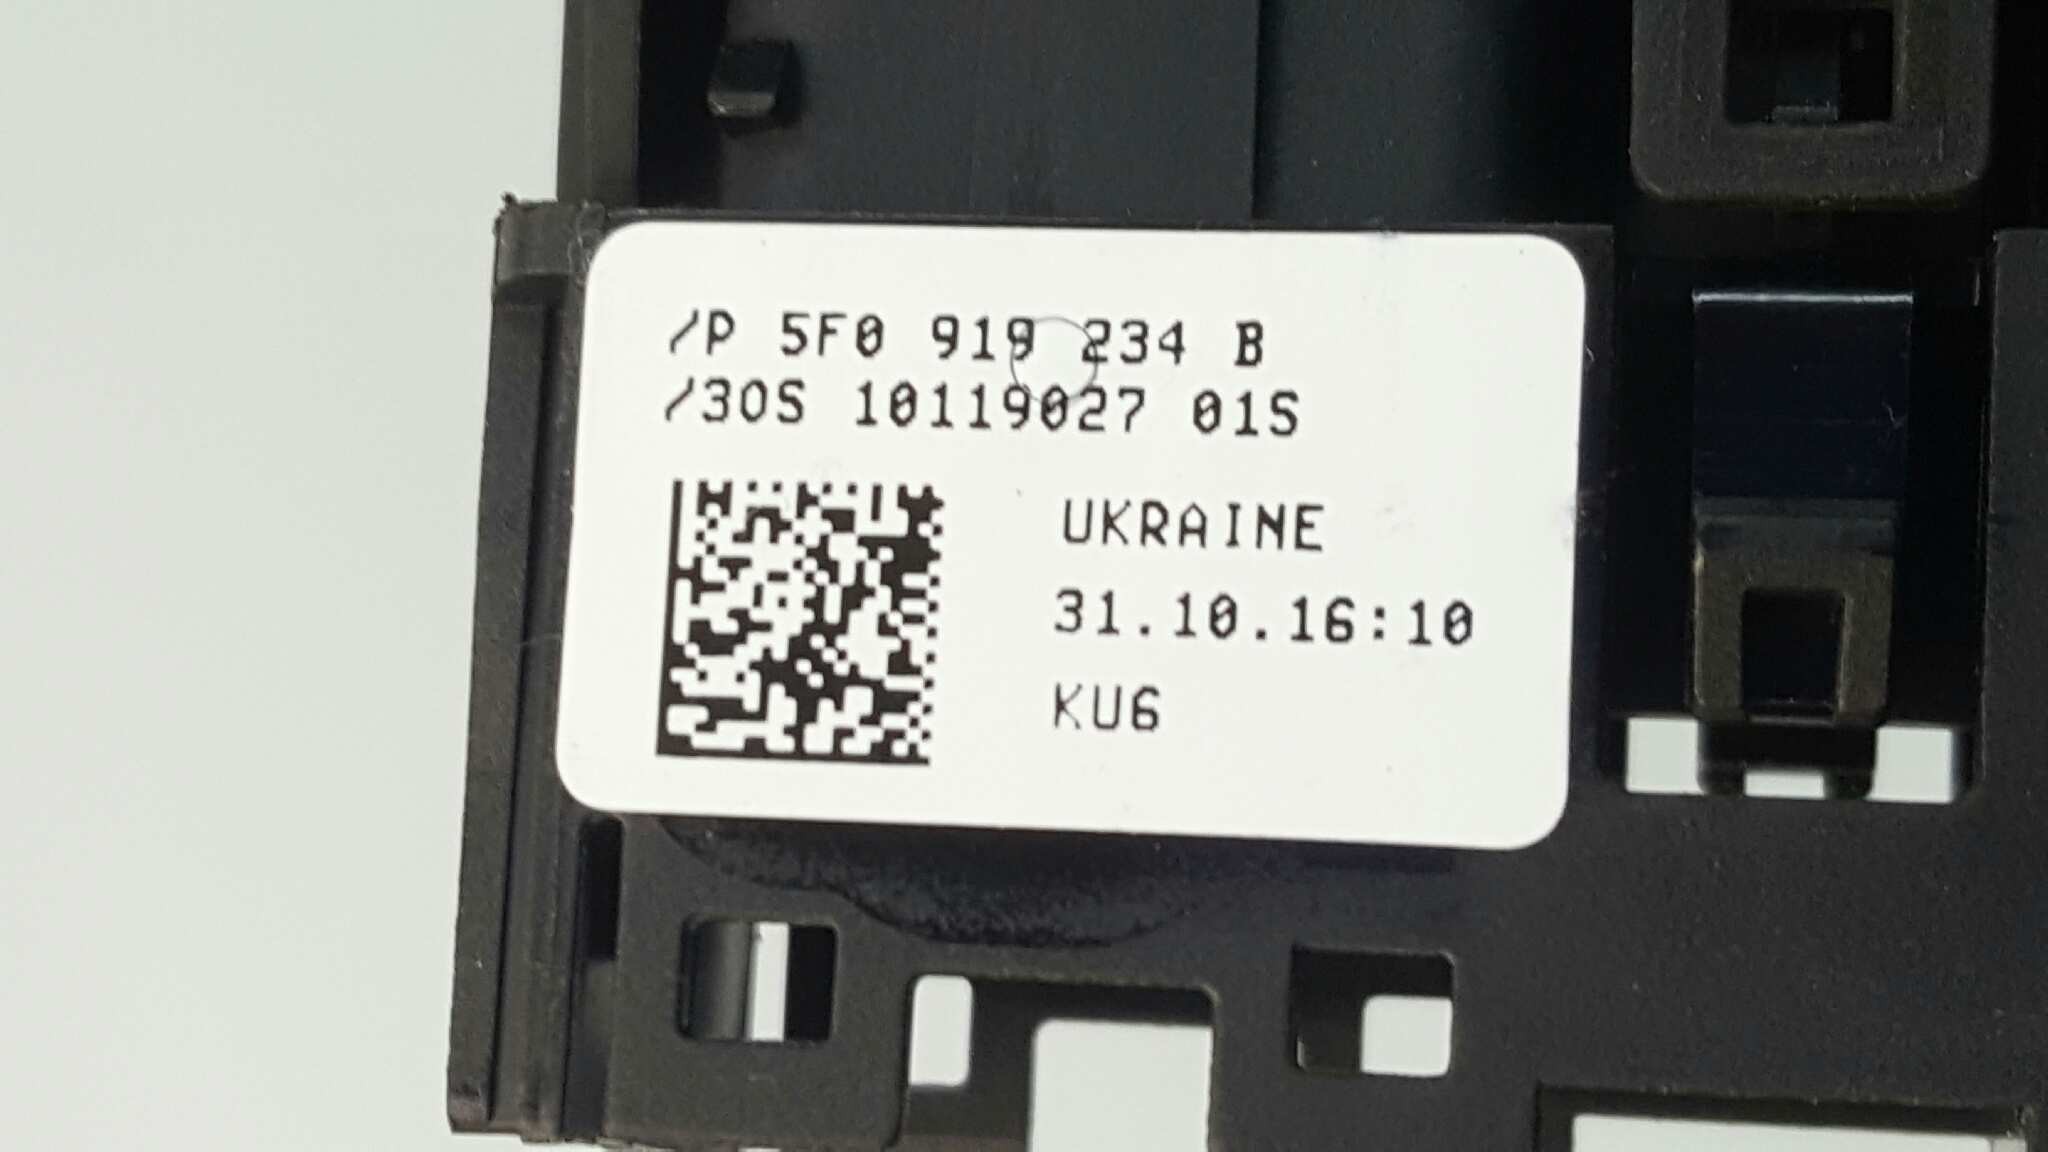 /P 5F0 919 234 B
/30S 10119027 01S
UKRAINE
31.10.16:10
KU6